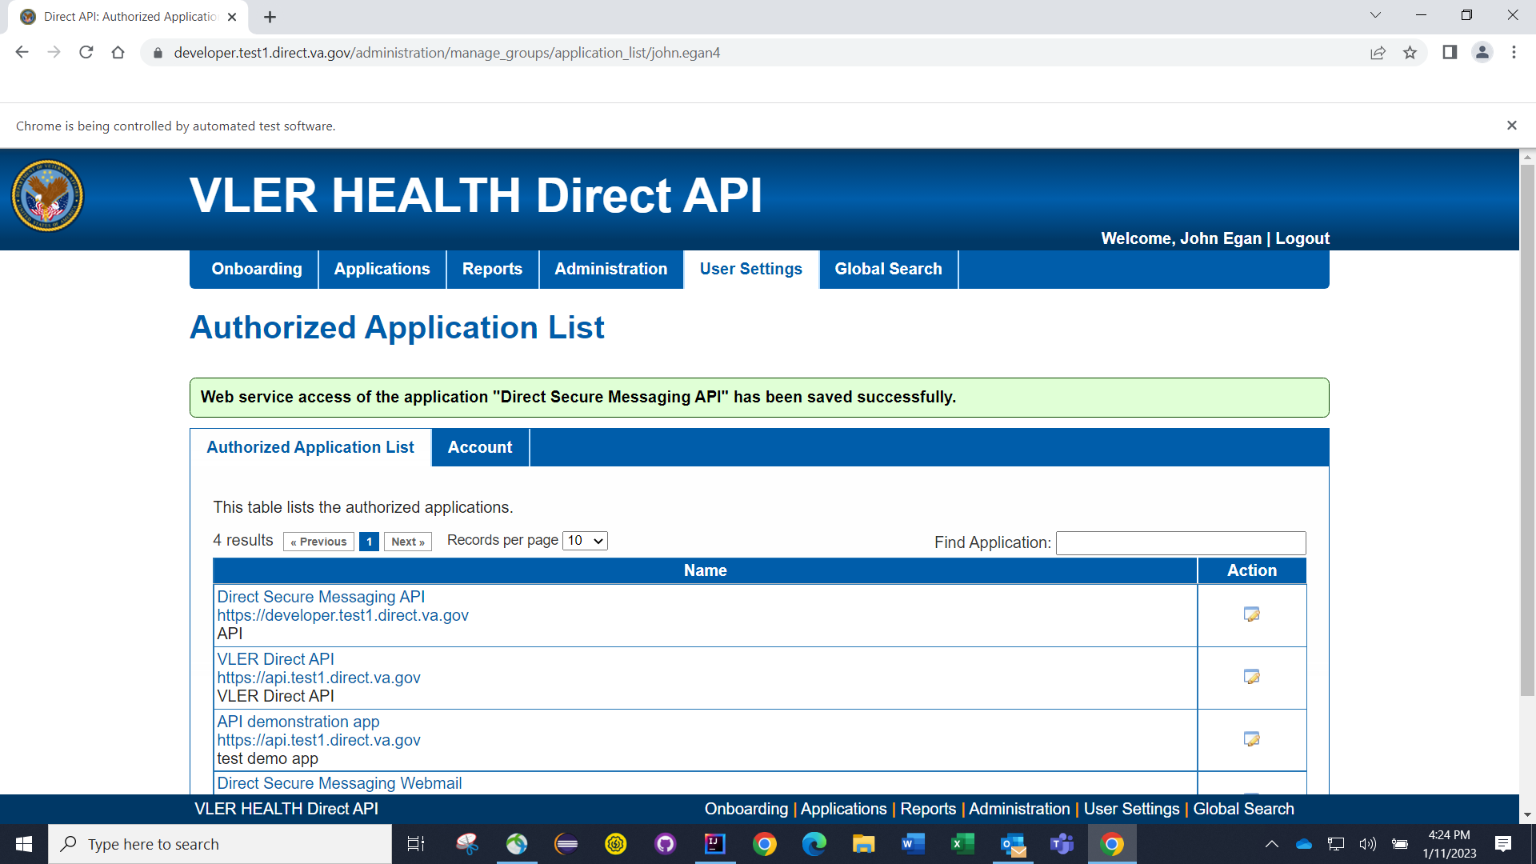 Direct API: Authorized Applicatio
developer.test1.direct.va.gov/administration/manage_groups/application_list/john.egan4
Chrome is being controlled by automated test software.
VLER HEALTH Direct API
Welcome, John Egan | Logout
Onboarding Applications Reports Administration User Settings Global Search
Authorized Application List
Web service access of the application "Direct Secure Messaging API" has been saved successfully.
Authorized Application List Account
This table lists the authorized applications.
4 results « Previous 1 Next » Records per page 10 Find Application:
Name Action
Direct Secure Messaging API
https://developer.test1.direct.va.gov
API
VLER Direct API
https://api.test1.direct.va.gov
VLER Direct API
API demonstration app
https://api.test1.direct.va.gov
test demo app
Direct Secure Messaging Webmail
VLER HEALTH Direct API Onboarding | Applications | Reports | Administration | User Settings | Global Search
Type here to search
4:24 PM
1/11/2023